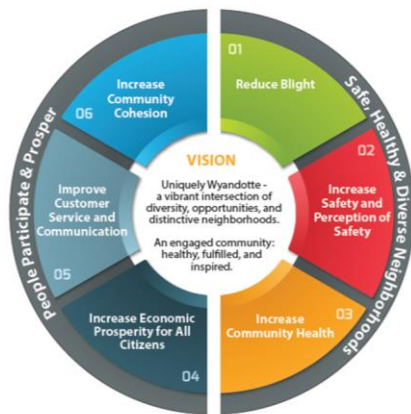 People Participate & Prosper
Safe, Healthy & Diverse Neighborhoods
01
Reduce Blight
02
Increase
Safety and
Perception of
Safety
03
Increase
Community Health
04
Increase Economic
Prosperity for All
Citizens
05
Improve
Customer
Service and
Communication
06
Increase
Community
Cohesion
VISION
Uniquely Wyandotte -
a vibrant intersection of
diversity, opportunities, and
distinctive neighborhoods.
An engaged community:
healthy, fulfilled, and
inspired.